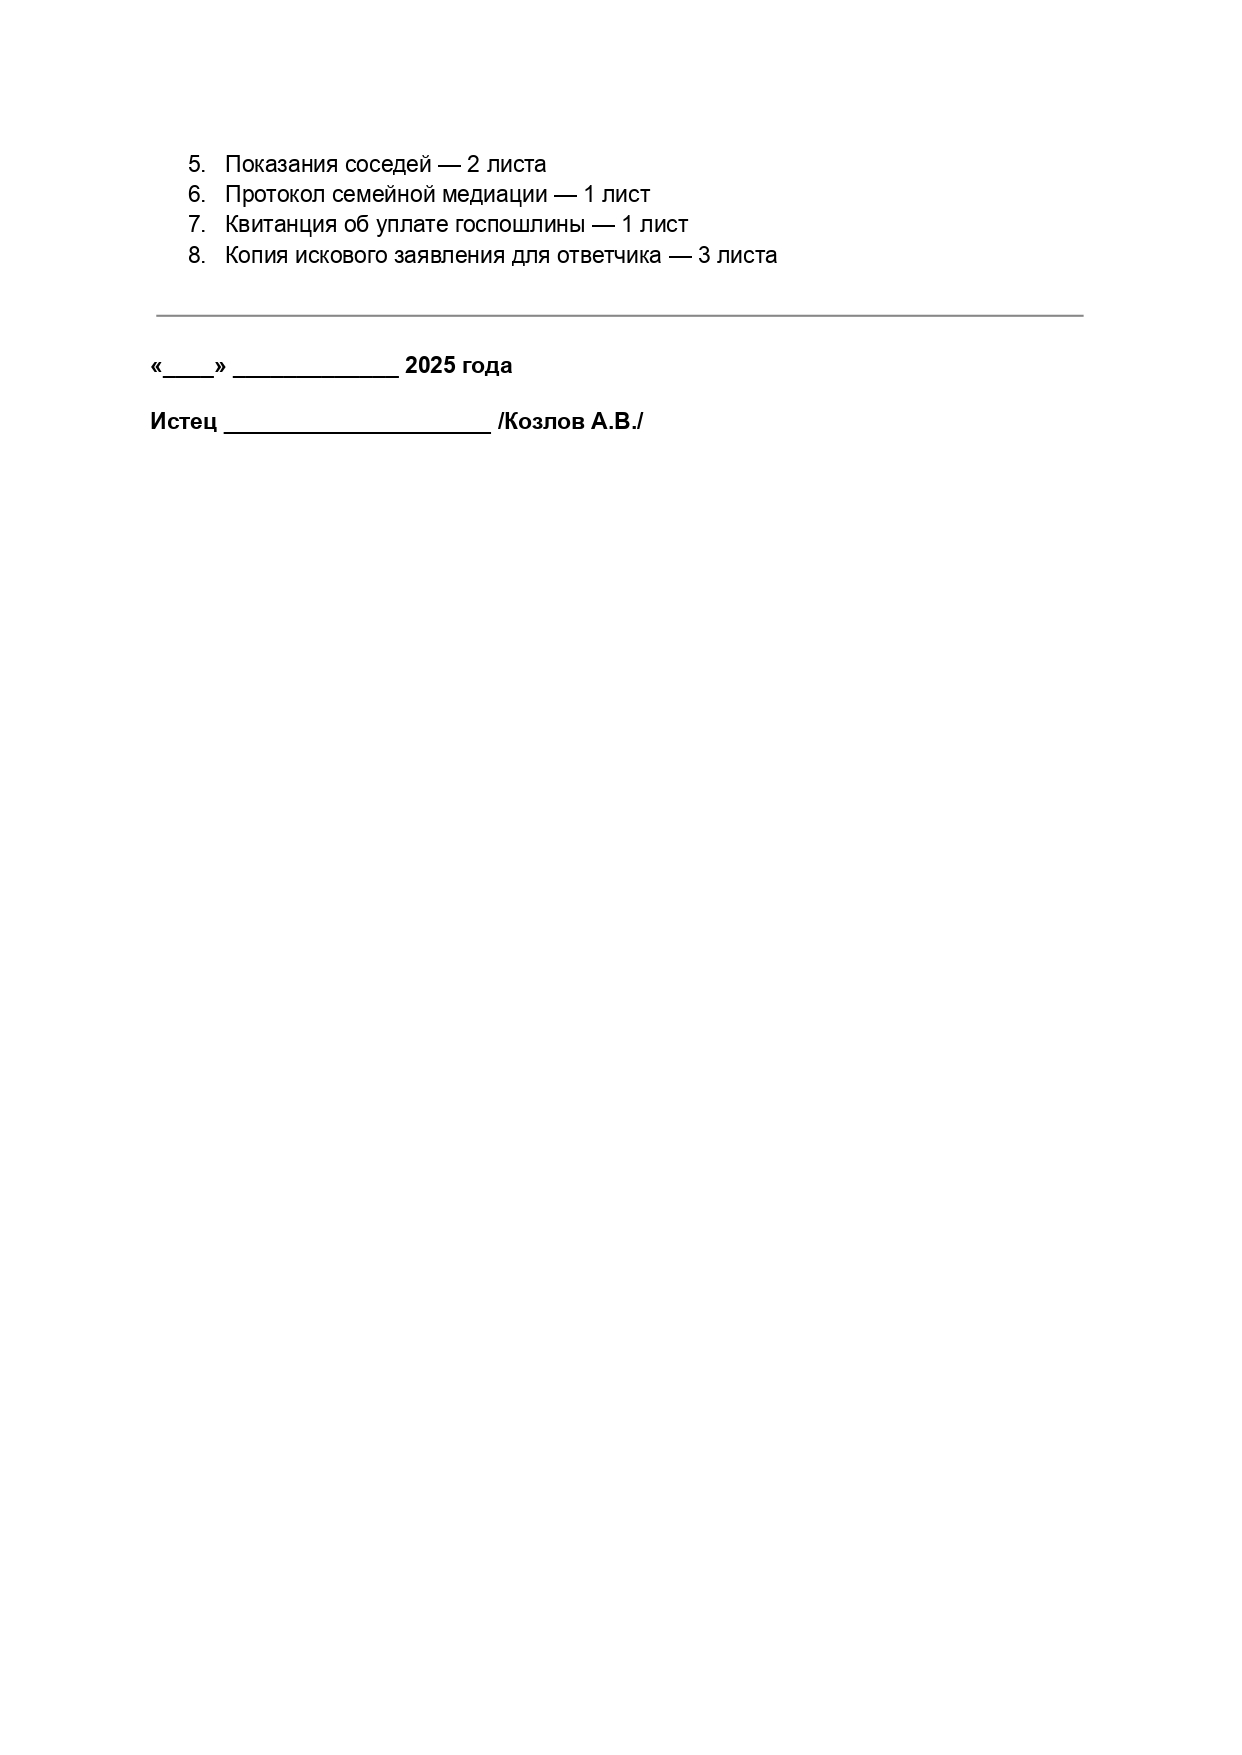 5. Показания соседей — 2 листа
6. Протокол семейной медиации — 1 лист
7. Квитанция об уплате госпошлины — 1 лист
8. Копия искового заявления для ответчика — 3 листа
«____» _____________ 2025 года
Истец _____________________ /Козлов А.В./